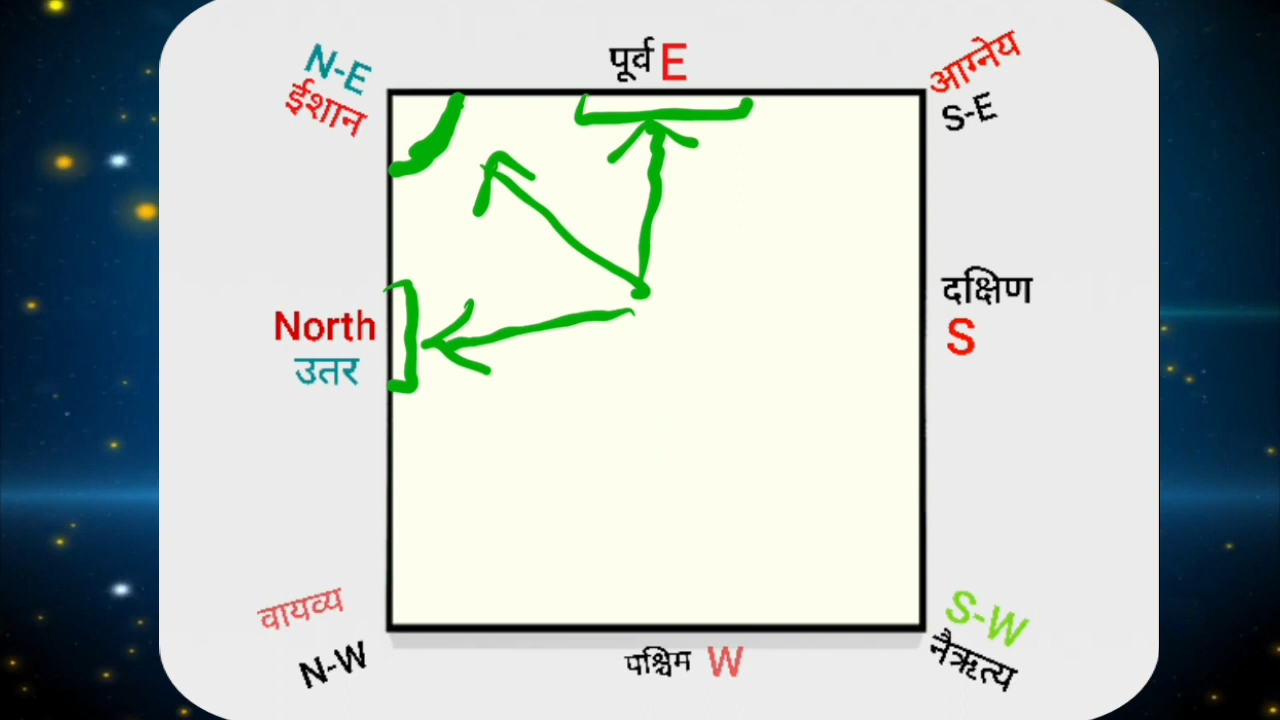 N-E
ईशान
पूर्व E
आग्नेय
S-E
North
उतर
दक्षिण
S
वायव्य
N-W
पश्चिम W
S-W
नैऋत्य